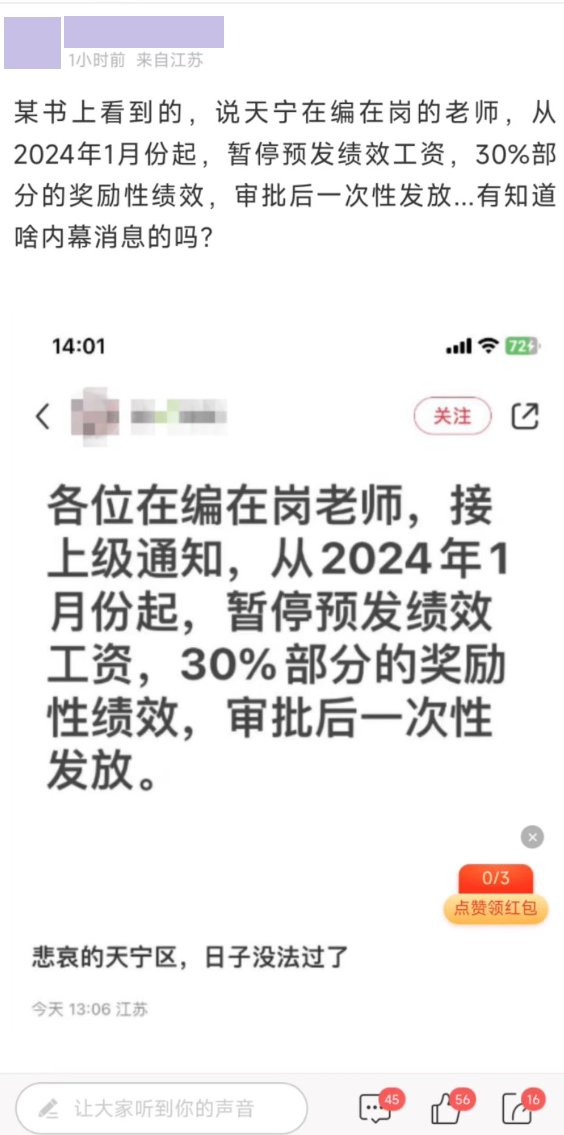 1小时前 来自江苏
某书上看到的，说天宁在编在岗的老师，从
2024年1月份起，暂停预发绩效工资，30%部
分的奖励性绩效，审批后一次性发放...有知道
啥内幕消息的吗？
14:01
72
关注
各位在编在岗老师，接
上级通知，从2024年1
月份起，暂停预发绩效
工资，30%部分的奖励
性绩效，审批后一次性
发放。
0/3
点赞领红包
悲哀的天宁区，日子没法过了
今天 13:06 江苏
让大家听到你的声音
45
56
16